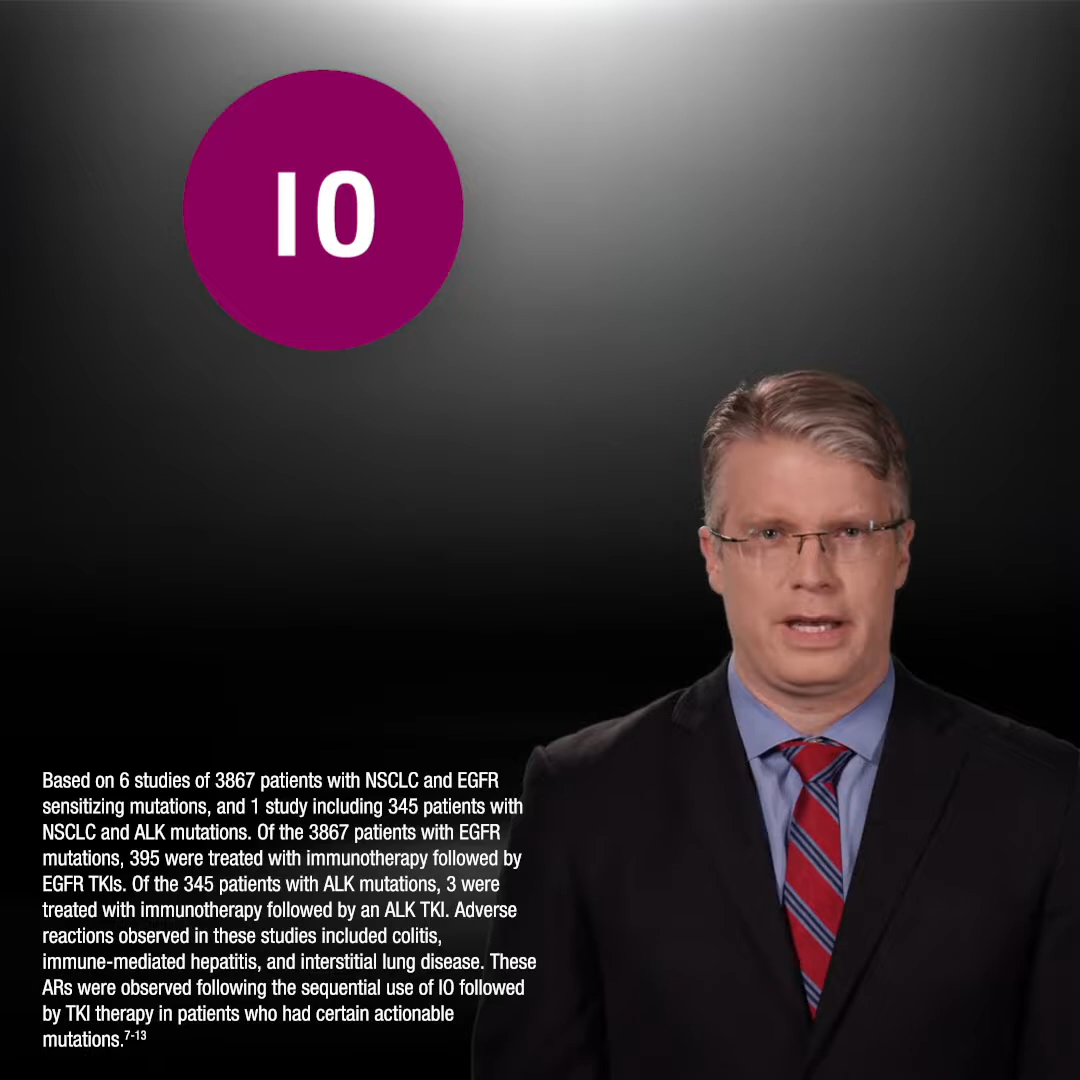 IO
Based on 6 studies of 3867 patients with NSCLC and EGFR
sensitizing mutations, and 1 study including 345 patients with
NSCLC and ALK mutations. Of the 3867 patients with EGFR
mutations, 395 were treated with immunotherapy followed by
EGFR TKIs. Of the 345 patients with ALK mutations, 3 were
treated with immunotherapy followed by an ALK TKI. Adverse
reactions observed in these studies included colitis,
immune-mediated hepatitis, and interstitial lung disease. These
ARs were observed following the sequential use of IO followed
by TKI therapy in patients who had certain actionable
mutations.7-13